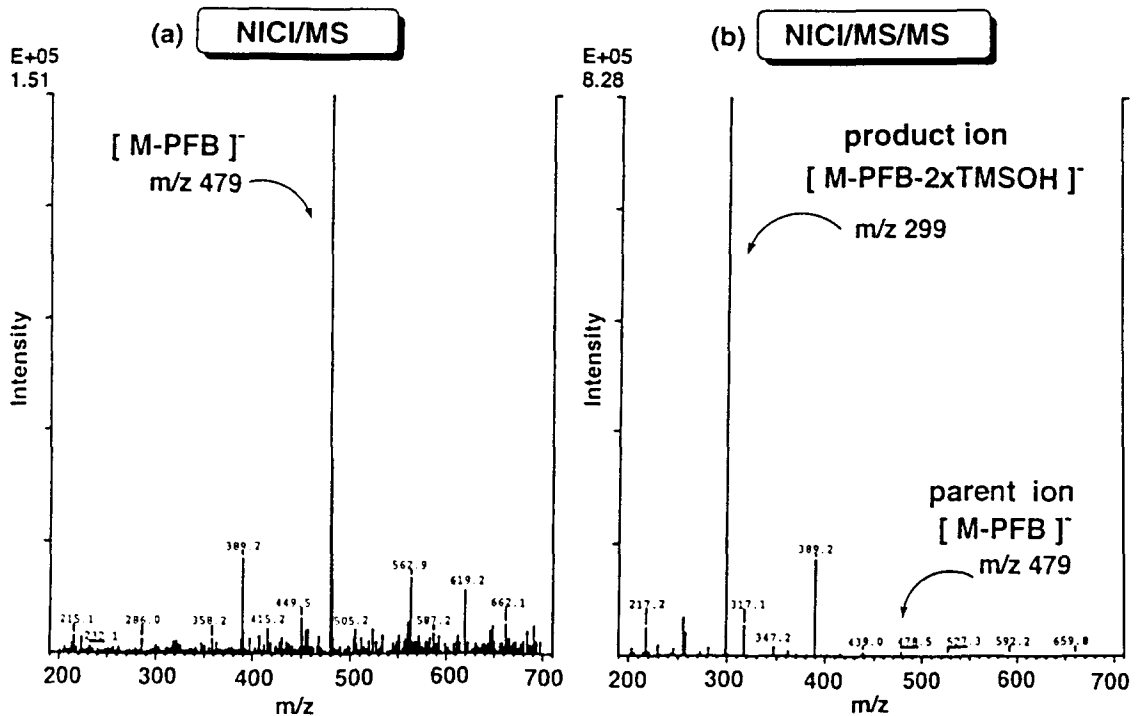 (a) NICI/MS
E+05
1.51
[ M-PFB ]-
m/z 479
Intensity
389.2
562.9
619.2
449.5
662.1
215.1
232.1
286.0
358.2
415.2
505.2
587.2
200 300 400 500 600 700
m/z
(b) NICI/MS/MS
E+05
8.28
product ion
[ M-PFB-2xTMSOH ]-
m/z 299
Intensity
parent ion
[ M-PFB ]-
m/z 479
389.2
217.2
317.1
347.2
439.0
478.5
527.3
592.2
659.8
200 300 400 500 600 700
m/z